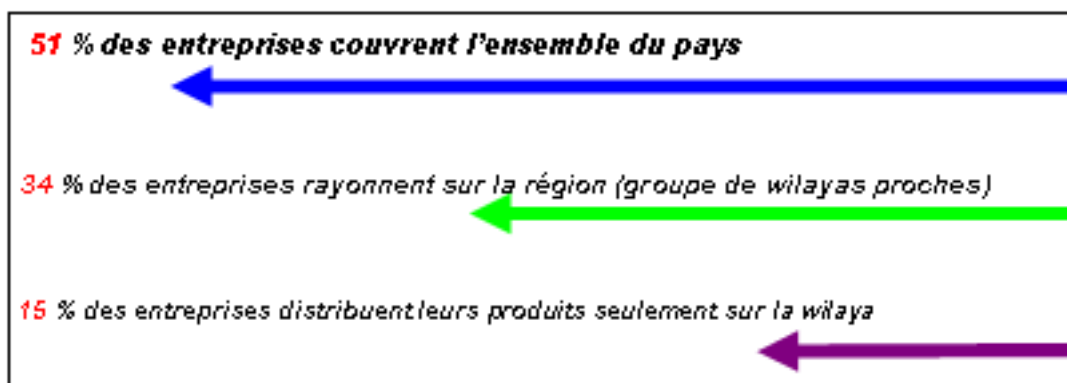 51 % des entreprises couvrent l'ensemble du pays
34 % des entreprises rayonnent sur la région (groupe de wilayas proches)
15 % des entreprises distribuent leurs produits seulement sur la wilaya